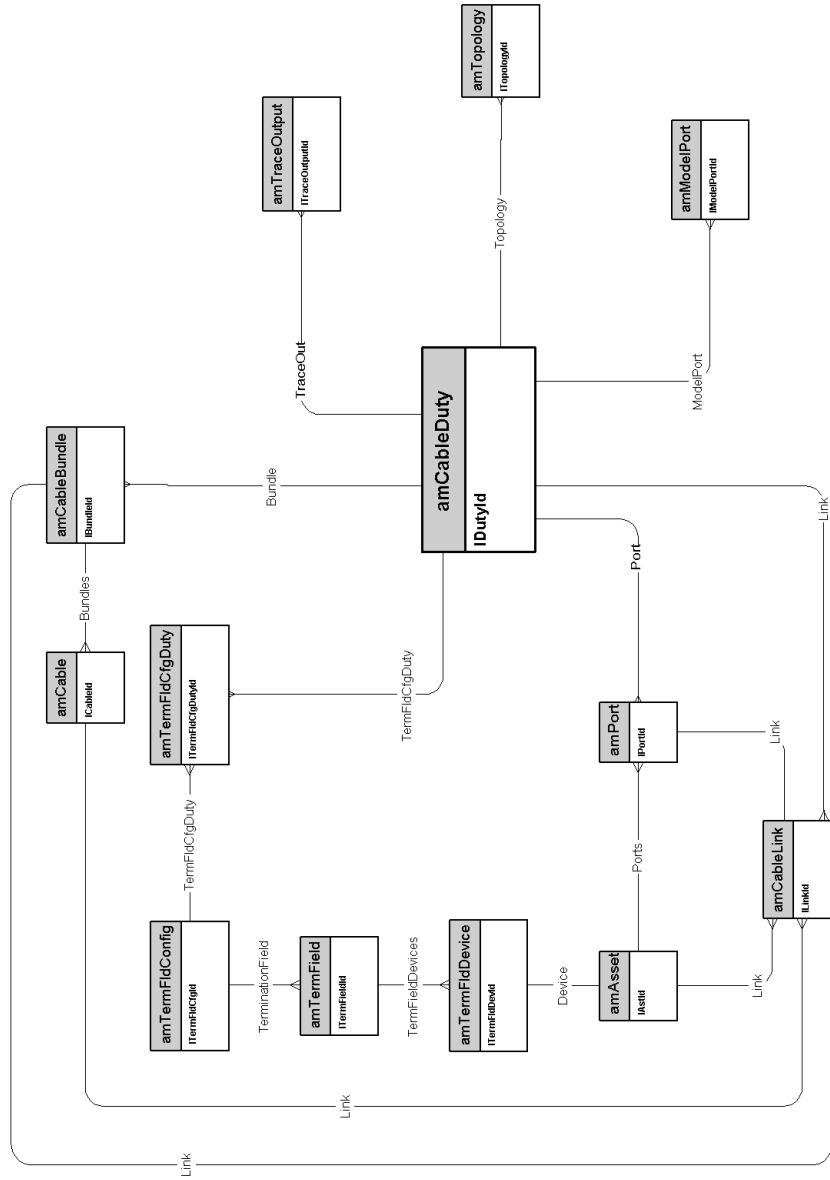 amTraceOutput
lTraceOutputId
amTopology
lTopologyId
amModelPort
lModelPortId
TraceOut
Topology
ModelPort
amCableDuty
lDutyId
amCableBundle
lBundleId
Bundle
Bundles
amCable
lCableId
amTermFldCfgDuty
lTermFldCfgDutyId
TermFldCfgDuty
TermFldCfgDuty
Port
Link
amPort
lPortId
Link
Ports
amCableLink
lLinkId
amTermFldConfig
lTermFldCfgId
TerminationField
amTermField
lTermFieldId
TermFieldDevices
amTermFldDevice
lTermFldDevId
Device
amAsset
lAstId
Link
Link
Link